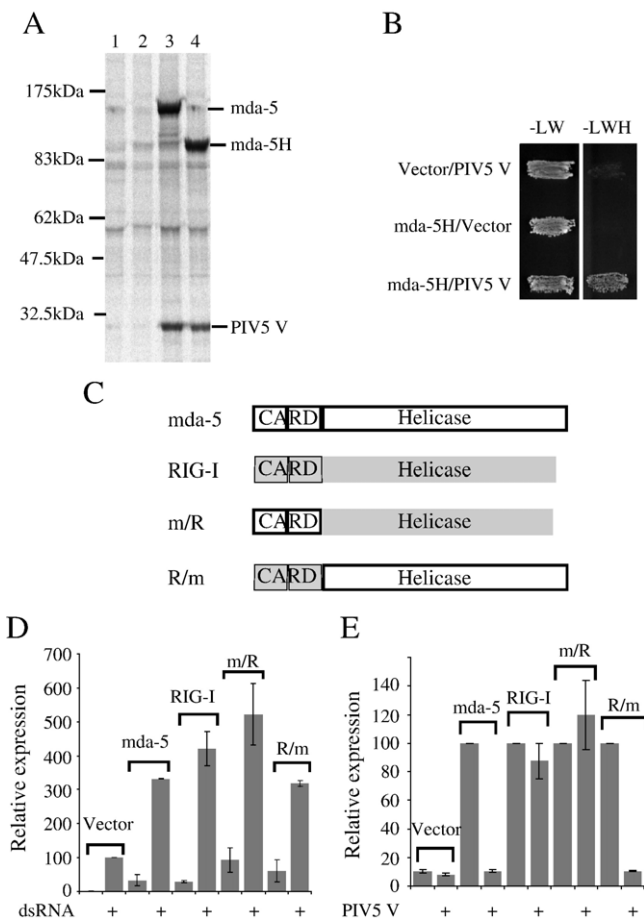 A
1 2 3 4
175kDa
mda-5
mda-5H
83kDa
62kDa
47.5kDa
32.5kDa
PIV5 V
B
-LW -LWH
Vector/PIV5 V
mda-5H/Vector
mda-5H/PIV5 V
C
mda-5 CARD Helicase
RIG-I CARD Helicase
m/R CARD Helicase
R/m CARD Helicase
D
Relative expression
700
600
500
400
300
200
100
0
Vector
mda-5
RIG-I
m/R
R/m
dsRNA + + + + +
E
Relative expression
140
120
100
80
60
40
20
0
Vector
mda-5
RIG-I
m/R
R/m
PIV5 V + + + + +